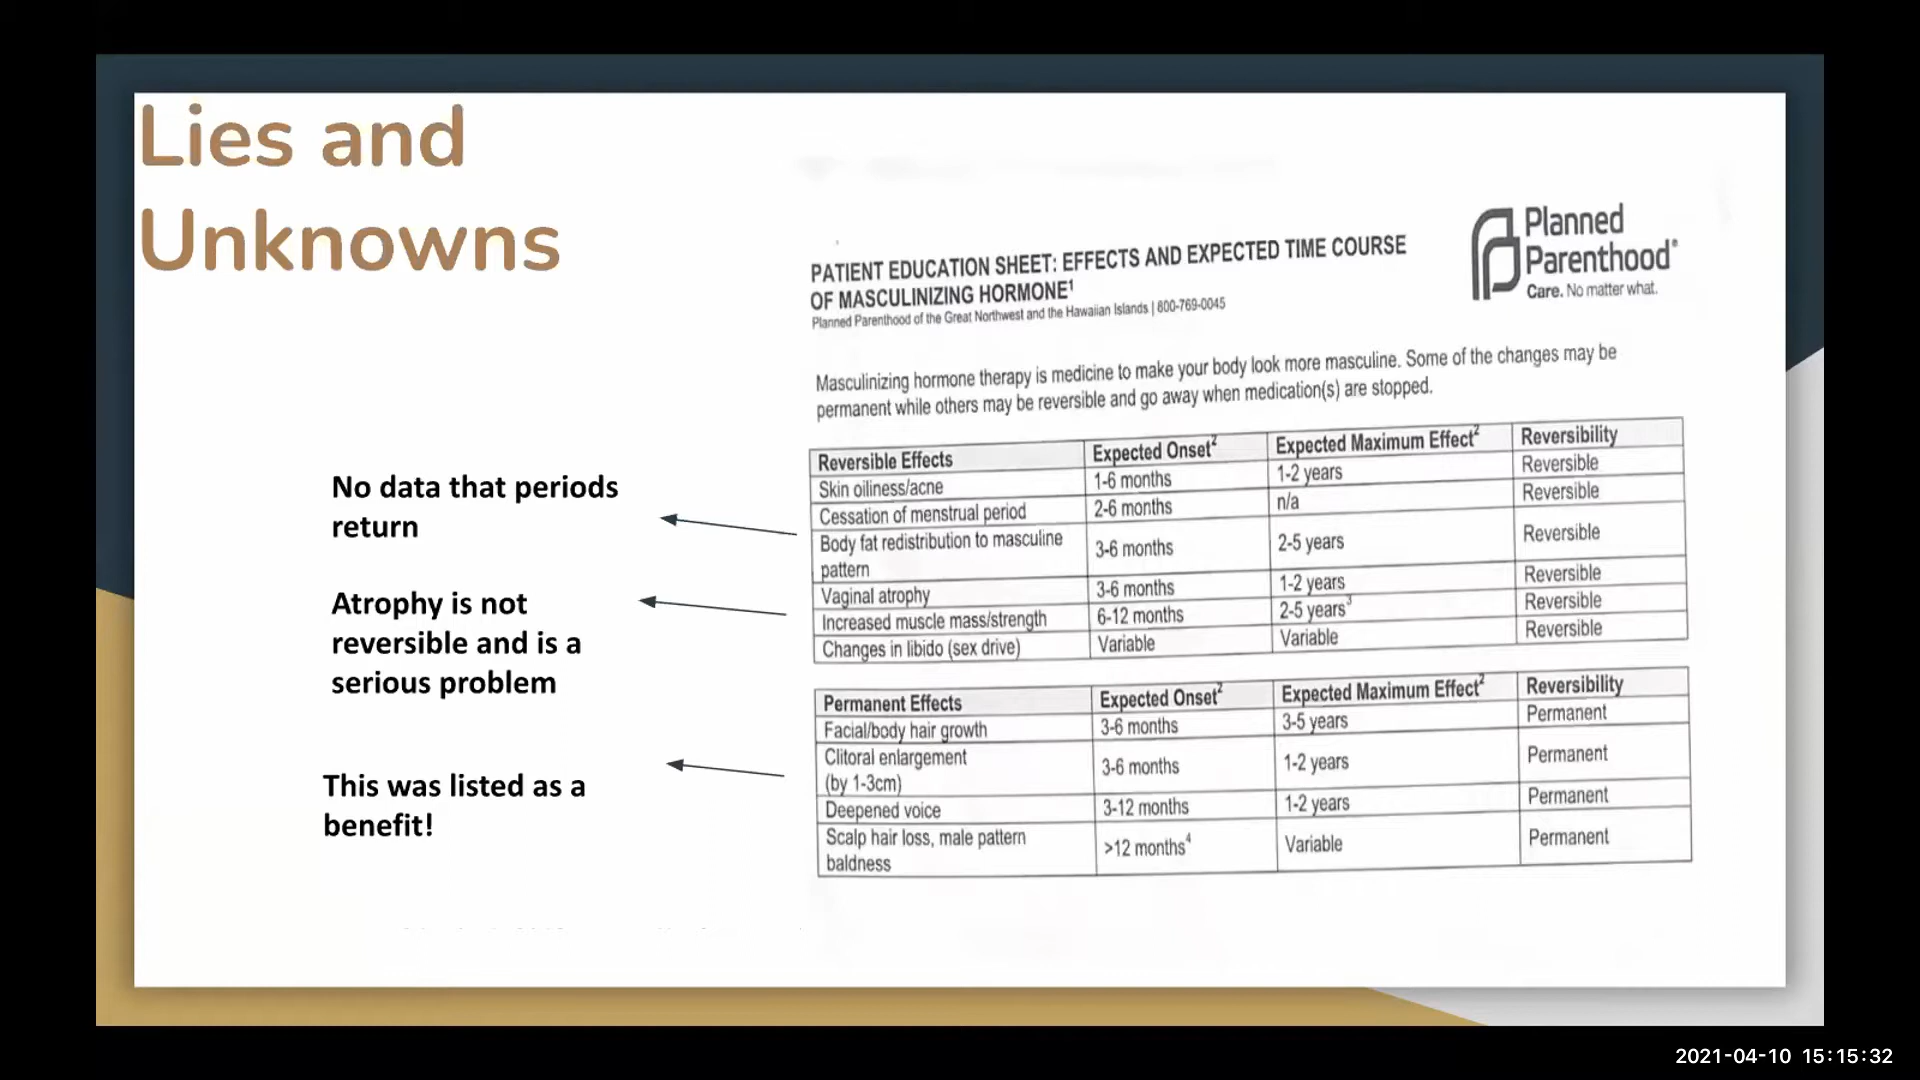 Lies and
Unknowns
No data that periods
return
Atrophy is not
reversible and is a
serious problem
This was listed as a
benefit!
Planned
Parenthood®
Care. No matter what.
PATIENT EDUCATION SHEET: EFFECTS AND EXPECTED TIME COURSE
OF MASCULINIZING HORMONE¹
Planned Parenthood of the Great Northwest and the Hawaiian Islands | 800-769-0045
Masculinizing hormone therapy is medicine to make your body look more masculine. Some of the changes may be
permanent while others may be reversible and go away when medication(s) are stopped.
Reversible Effects Expected Onset² Expected Maximum Effect² Reversibility
Skin oiliness/acne 1-6 months 1-2 years Reversible
Cessation of menstrual period 2-6 months n/a Reversible
Body fat redistribution to masculine
pattern 3-6 months 2-5 years Reversible
Vaginal atrophy 3-6 months 1-2 years Reversible
Increased muscle mass/strength 6-12 months 2-5 years³ Reversible
Changes in libido (sex drive) Variable Variable Reversible
Permanent Effects Expected Onset² Expected Maximum Effect² Reversibility
Facial/body hair growth 3-6 months 3-5 years Permanent
Clitoral enlargement
(by 1-3cm) 3-6 months 1-2 years Permanent
Deepened voice 3-12 months 1-2 years Permanent
Scalp hair loss, male pattern
baldness >12 months⁴ Variable Permanent
2021-04-10 15:15:32